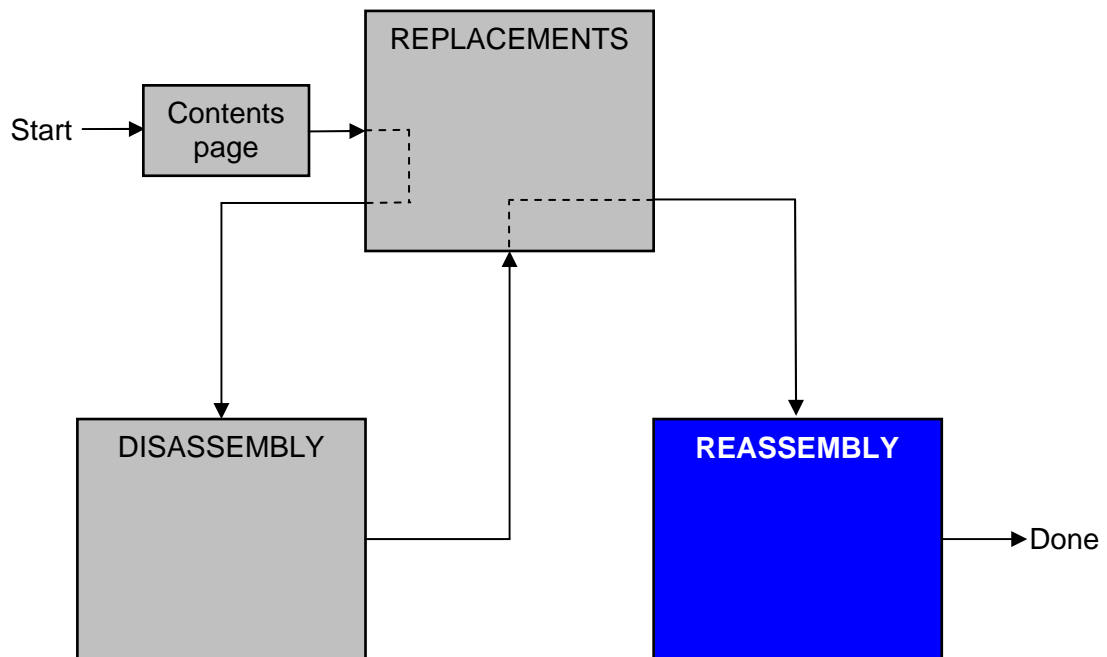 REPLACEMENTS
Start
Contents
page
DISASSEMBLY
REASSEMBLY
Done